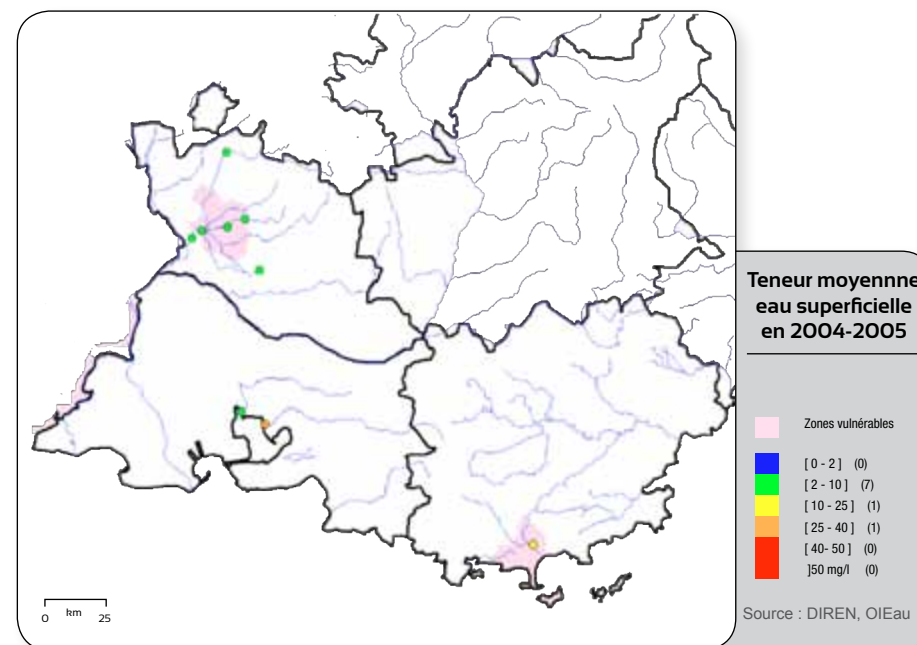 Teneur moyennne
eau superficielle
en 2004-2005
Zones vulnérables
[ 0 - 2 ] (0)
[ 2 - 10 ] (7)
[ 10 - 25 ] (1)
[ 25 - 40 ] (1)
[ 40- 50 ] (0)
]50 mg/l (0)
Source : DIREN, OIEau
km
0 25